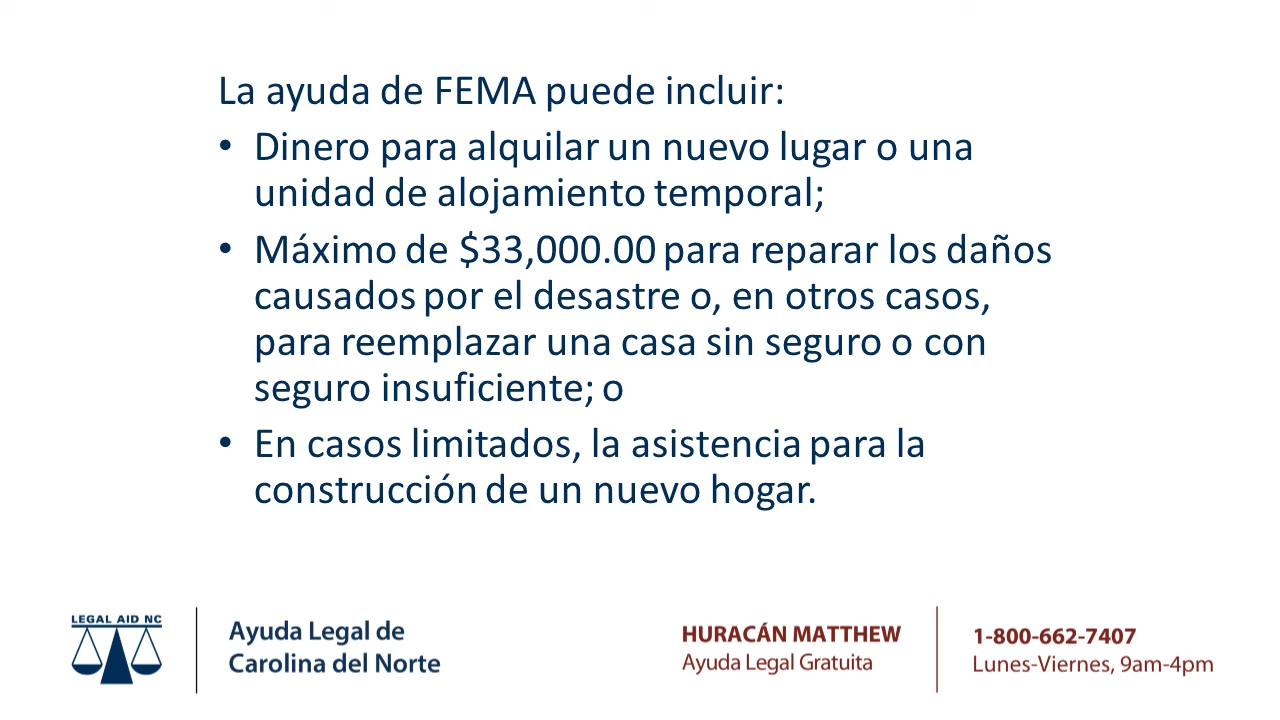 La ayuda de FEMA puede incluir:
• Dinero para alquilar un nuevo lugar o una
unidad de alojamiento temporal;
• Máximo de $33,000.00 para reparar los daños
causados por el desastre o, en otros casos,
para reemplazar una casa sin seguro o con
seguro insuficiente; o
• En casos limitados, la asistencia para la
construcción de un nuevo hogar.
LEGAL AID NC
Ayuda Legal de
Carolina del Norte
HURACÁN MATTHEW
Ayuda Legal Gratuita
1-800-662-7407
Lunes-Viernes, 9am-4pm